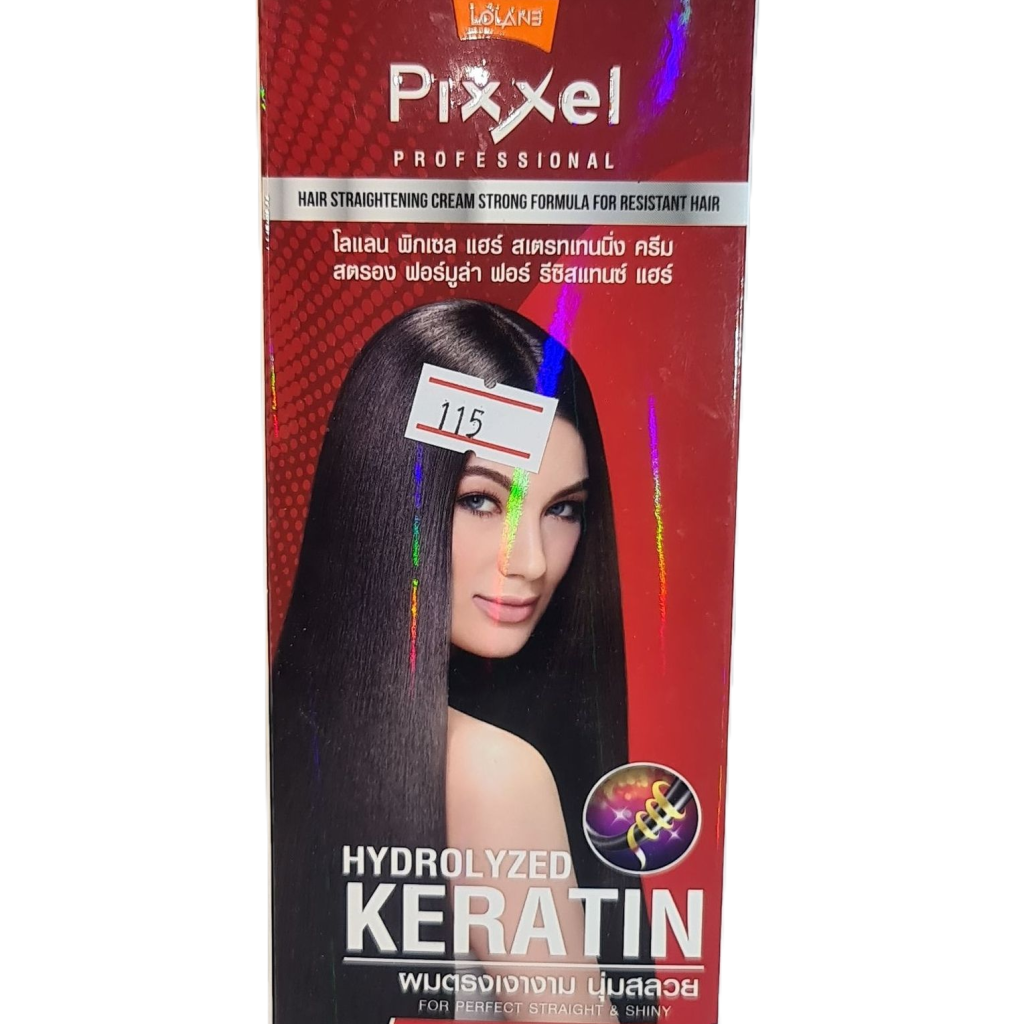 LOLANE
Pixxel
PROFESSIONAL
HAIR STRAIGHTENING CREAM STRONG FORMULA FOR RESISTANT HAIR
โลแลน พิกเซล แฮร์ สเตรทเทนนิ่ง ครีม
สตรอง ฟอร์มูล่า ฟอร์ รีซิสแทนซ์ แฮร์
115
HYDROLYZED
KERATIN
ผมตรงเงางาม นุ่มสลวย
FOR PERFECT STRAIGHT & SHINY